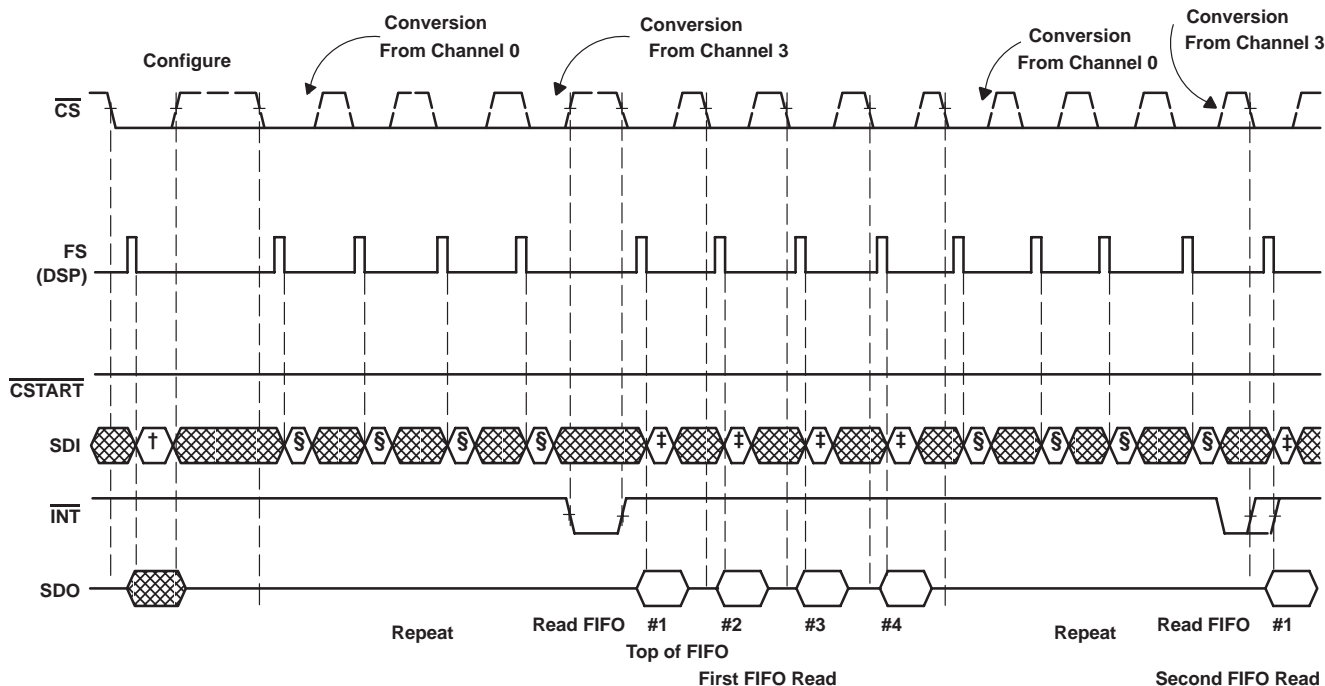 Conversion
From Channel 0
Conversion
From Channel 3
Conversion
From Channel 0
Conversion
From Channel 3
Configure
CS
FS
(DSP)
CSTART
SDI
† § § § § ‡ ‡ ‡ ‡ § § § § ‡
INT
SDO
Repeat
Read FIFO #1 #2 #3 #4
Top of FIFO
First FIFO Read
Repeat
Read FIFO #1
Second FIFO Read